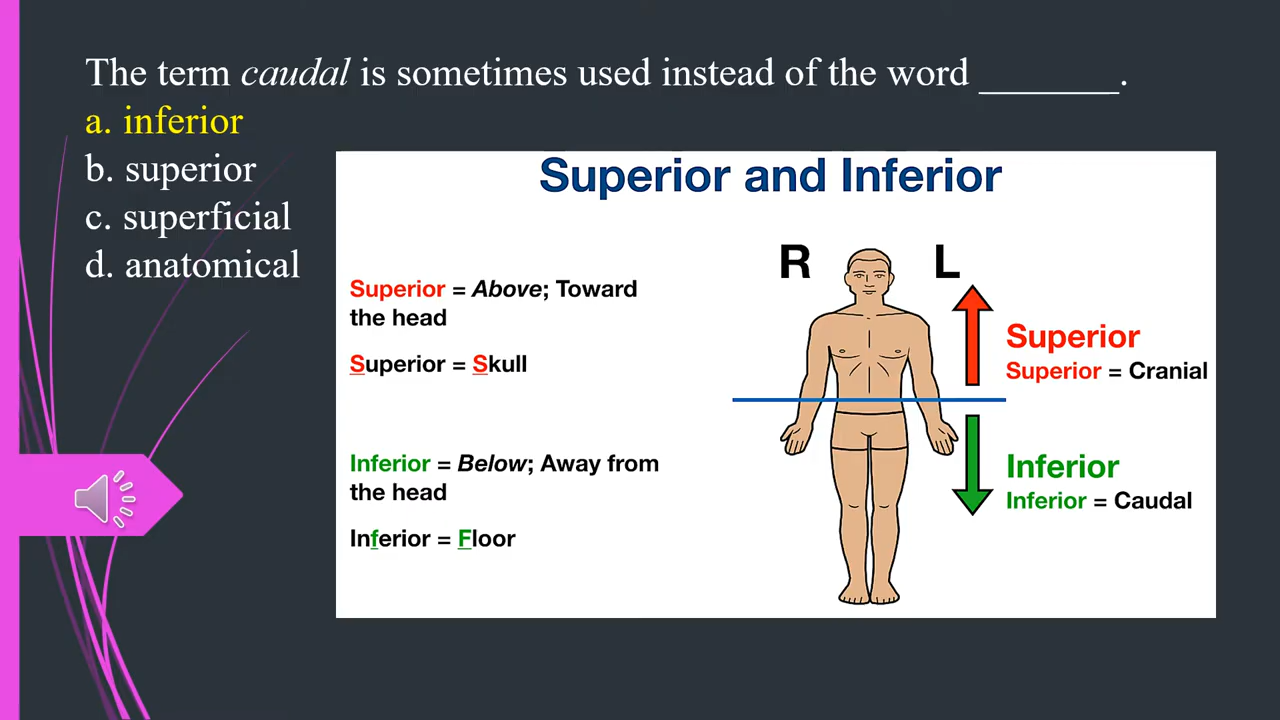 The term caudal is sometimes used instead of the word _______.
a. inferior
b. superior
c. superficial
d. anatomical
Superior and Inferior
Superior = Above; Toward
the head
Superior = Skull
Inferior = Below; Away from
the head
Inferior = Floor
R L
Superior
Superior = Cranial
Inferior
Inferior = Caudal